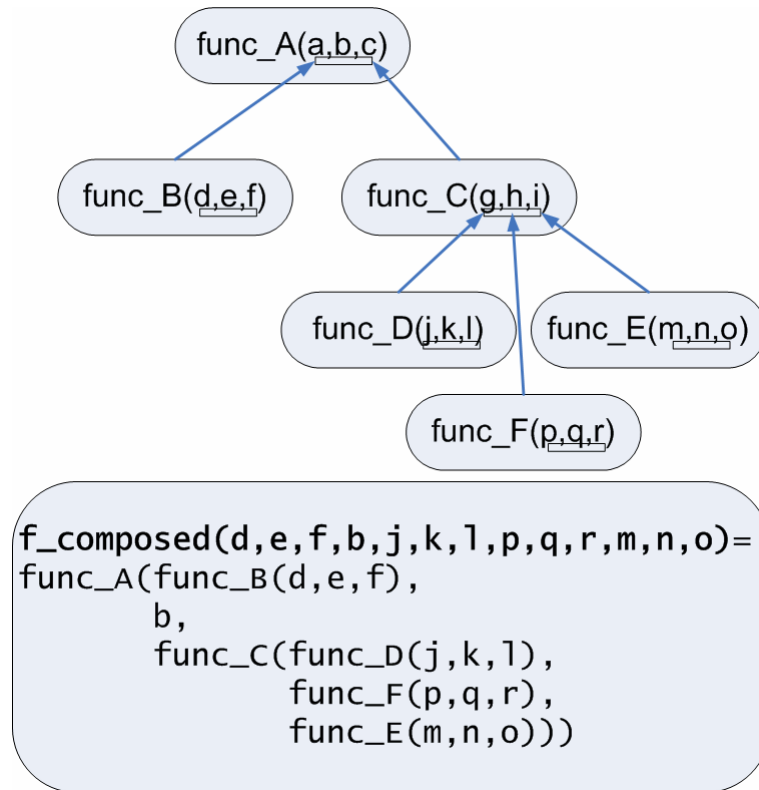 func_A(a,b,c)
func_B(d,e,f)
func_C(g,h,i)
func_D(j,k,l)
func_E(m,n,o)
func_F(p,q,r)
f_composed(d,e,f,b,j,k,l,p,q,r,m,n,o)=
func_A(func_B(d,e,f),
b,
func_C(func_D(j,k,l),
func_F(p,q,r),
func_E(m,n,o)))